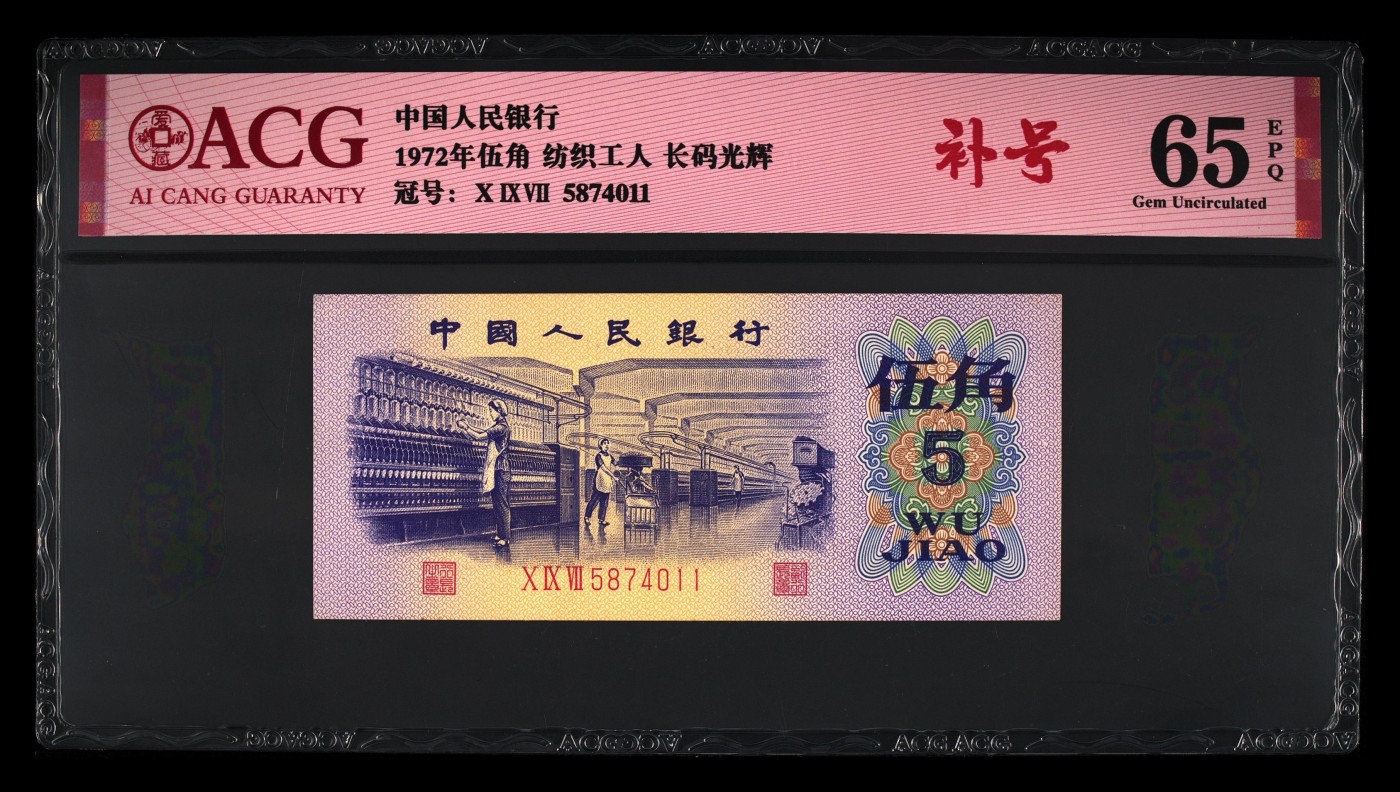 ACG
AI CANG GUARANTY
中国人民银行
1972年伍角 纺织工人 长码光辉
冠号： X IX VII 5874011
补号
65
EPQ
Gem Uncirculated
中國人民銀行
伍角
5
WU
JIAO
X IX VII 5874011